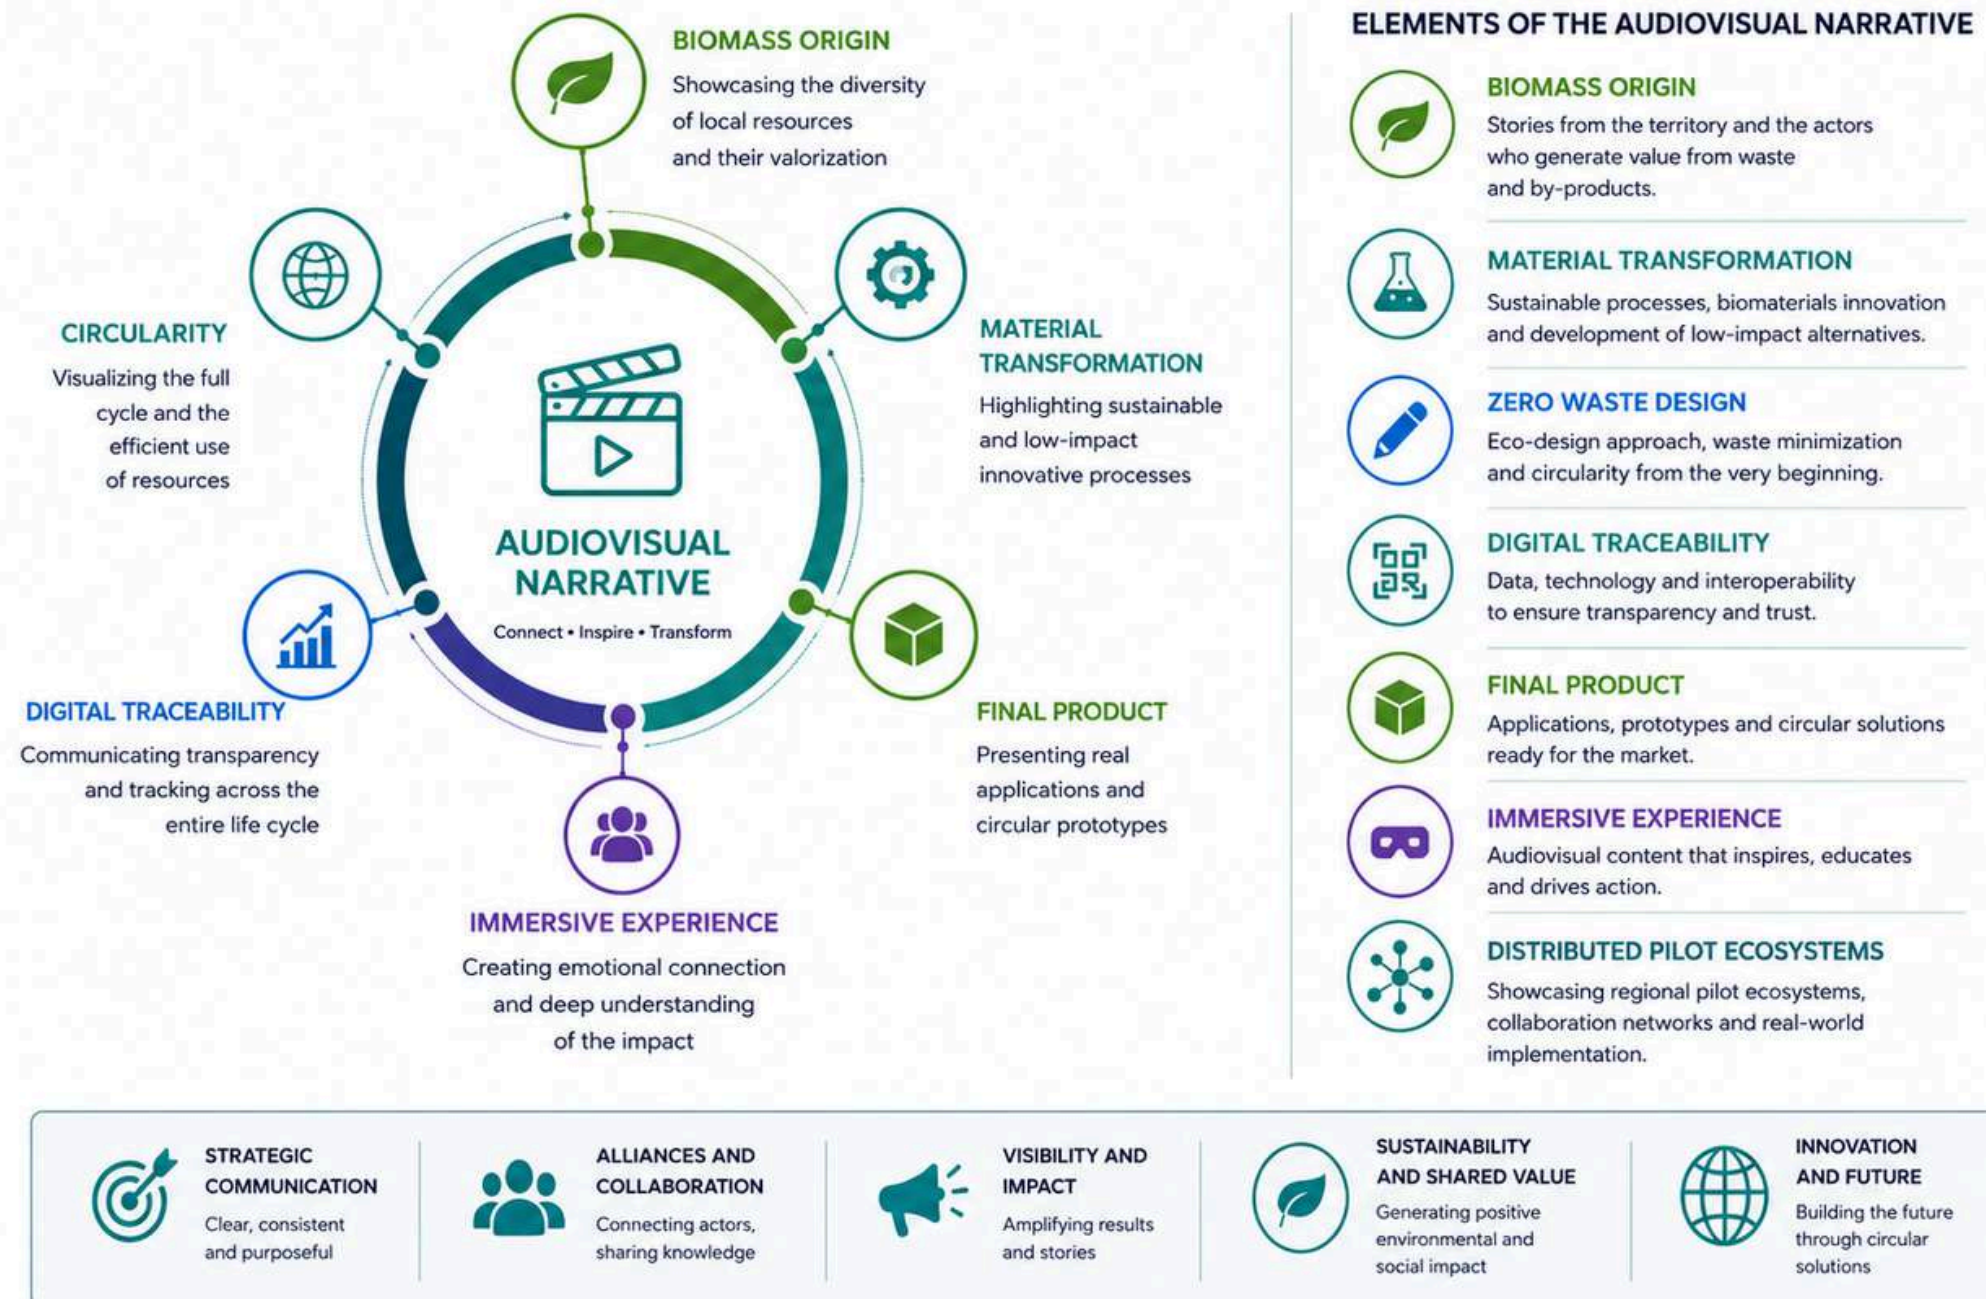 BIOMASS ORIGIN
Showcasing the diversity
of local resources
and their valorization
CIRCULARITY
Visualizing the full
cycle and the
efficient use
of resources
MATERIAL
TRANSFORMATION
Highlighting sustainable
and low-impact
innovative processes
AUDIOVISUAL
NARRATIVE
Connect • Inspire • Transform
DIGITAL TRACEABILITY
Communicating transparency
and tracking across the
entire life cycle
FINAL PRODUCT
Presenting real
applications and
circular prototypes
IMMERSIVE EXPERIENCE
Creating emotional connection
and deep understanding
of the impact
ELEMENTS OF THE AUDIOVISUAL NARRATIVE
BIOMASS ORIGIN
Stories from the territory and the actors
who generate value from waste
and by-products.
MATERIAL TRANSFORMATION
Sustainable processes, biomaterials innovation
and development of low-impact alternatives.
ZERO WASTE DESIGN
Eco-design approach, waste minimization
and circularity from the very beginning.
DIGITAL TRACEABILITY
Data, technology and interoperability
to ensure transparency and trust.
FINAL PRODUCT
Applications, prototypes and circular solutions
ready for the market.
IMMERSIVE EXPERIENCE
Audiovisual content that inspires, educates
and drives action.
DISTRIBUTED PILOT ECOSYSTEMS
Showcasing regional pilot ecosystems,
collaboration networks and real-world
implementation.
STRATEGIC
COMMUNICATION
Clear, consistent
and purposeful
ALLIANCES AND
COLLABORATION
Connecting actors,
sharing knowledge
VISIBILITY AND
IMPACT
Amplifying results
and stories
SUSTAINABILITY
AND SHARED VALUE
Generating positive
environmental and
social impact
INNOVATION
AND FUTURE
Building the future
through circular
solutions